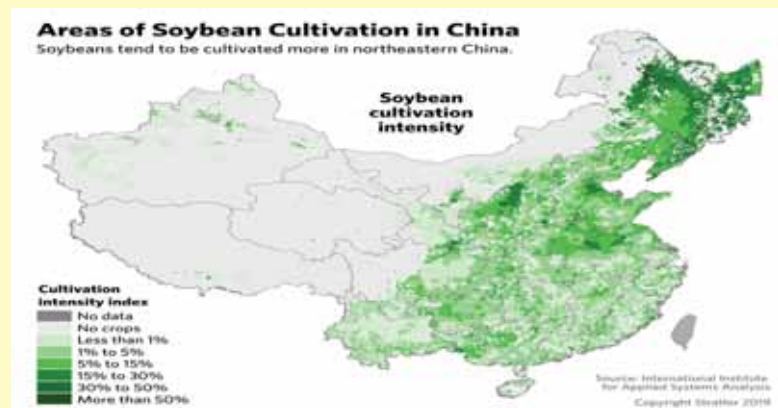 Areas of Soybean Cultivation in China
Soybeans tend to be cultivated more in northeastern China.
Soybean
cultivation
intensity
Cultivation
intensity index
No data
No crops
Less than 1%
1% to 5%
5% to 15%
15% to 30%
30% to 50%
More than 50%
Source: International Institute
for Applied Systems Analysis
Copyright Stratfor 2019